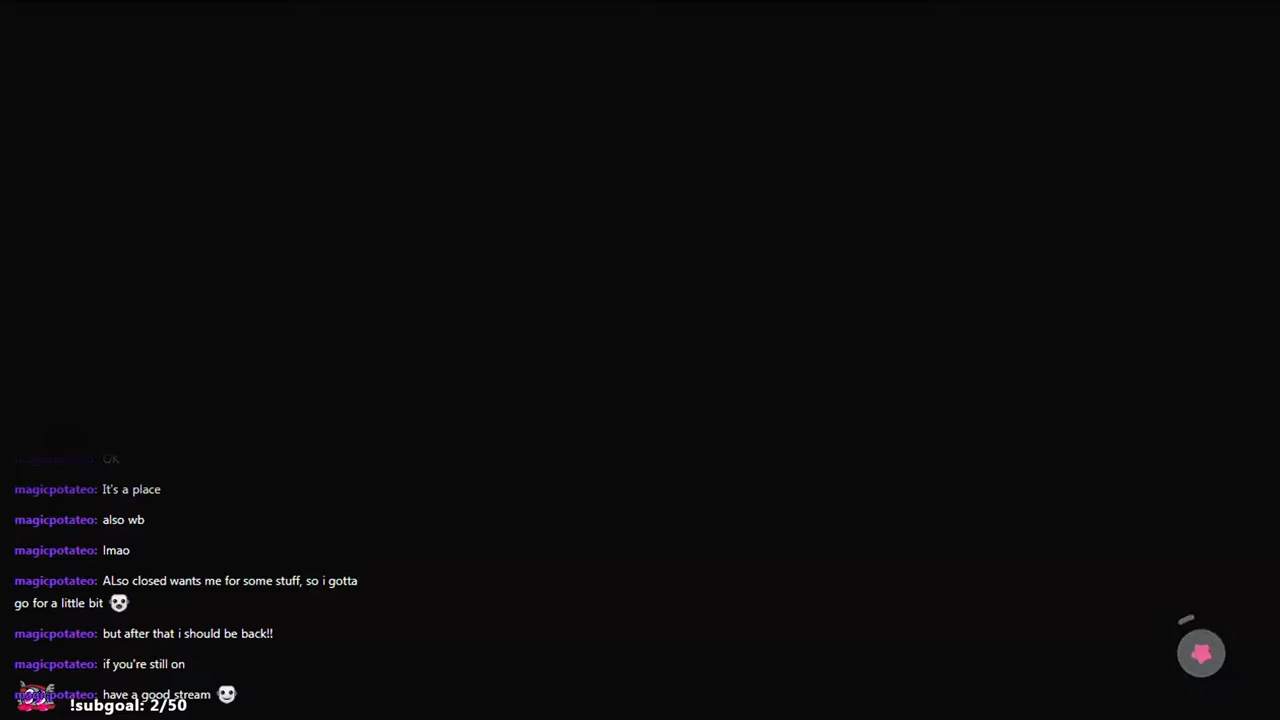 OK
magicpotateo: It's a place
magicpotateo: also wb
magicpotateo: lmao
magicpotateo: ALso closed wants me for some stuff, so i gotta
go for a little bit
magicpotateo: but after that i should be back!!
magicpotateo: if you're still on
magicpotateo: have a good stream
!subgoal: 2/50